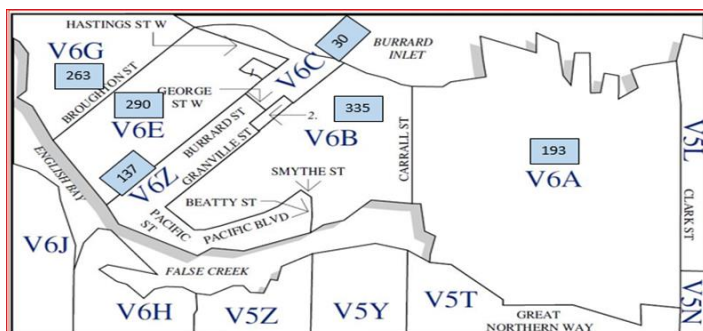 HASTINGS ST W
30
BURRARD
INLET
V6G
263
BROUGHTON ST
V6C
GEORGE
ST W
290
V6E
335
2.
V6B
BURRARD ST
GRANVILLE ST
CARRALL ST
193
V6A
V5L
CLARK ST
ENGLISH BAY
137
V6Z
SMYTHE ST
BEATTY ST
PACIFIC
ST
PACIFIC BLVD
V6J
FALSE CREEK
V6H
V5Z
V5Y
V5T
GREAT
NORTHERN WAY
V5N